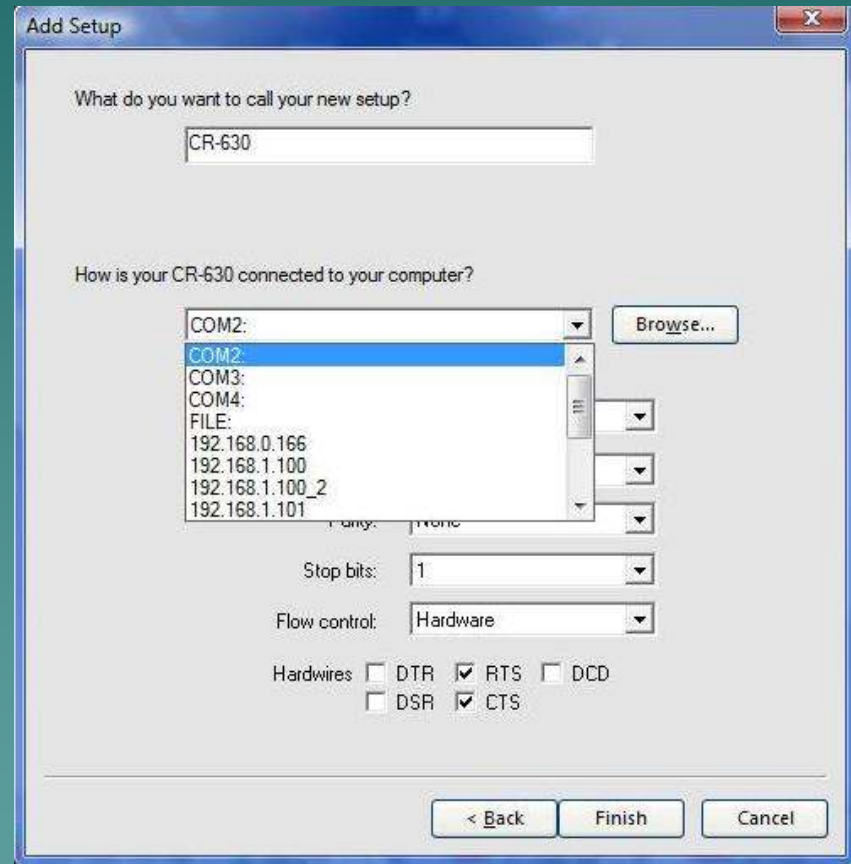 Add Setup
What do you want to call your new setup?
CR-630
How is your CR-630 connected to your computer?
COM2:
Browse...
COM2:
COM3:
COM4:
FILE:
192.168.0.166
192.168.1.100
192.168.1.100_2
192.168.1.101
Parity: None
Stop bits: 1
Flow control: Hardware
Hardwires DTR RTS DCD
DSR CTS
< Back Finish Cancel